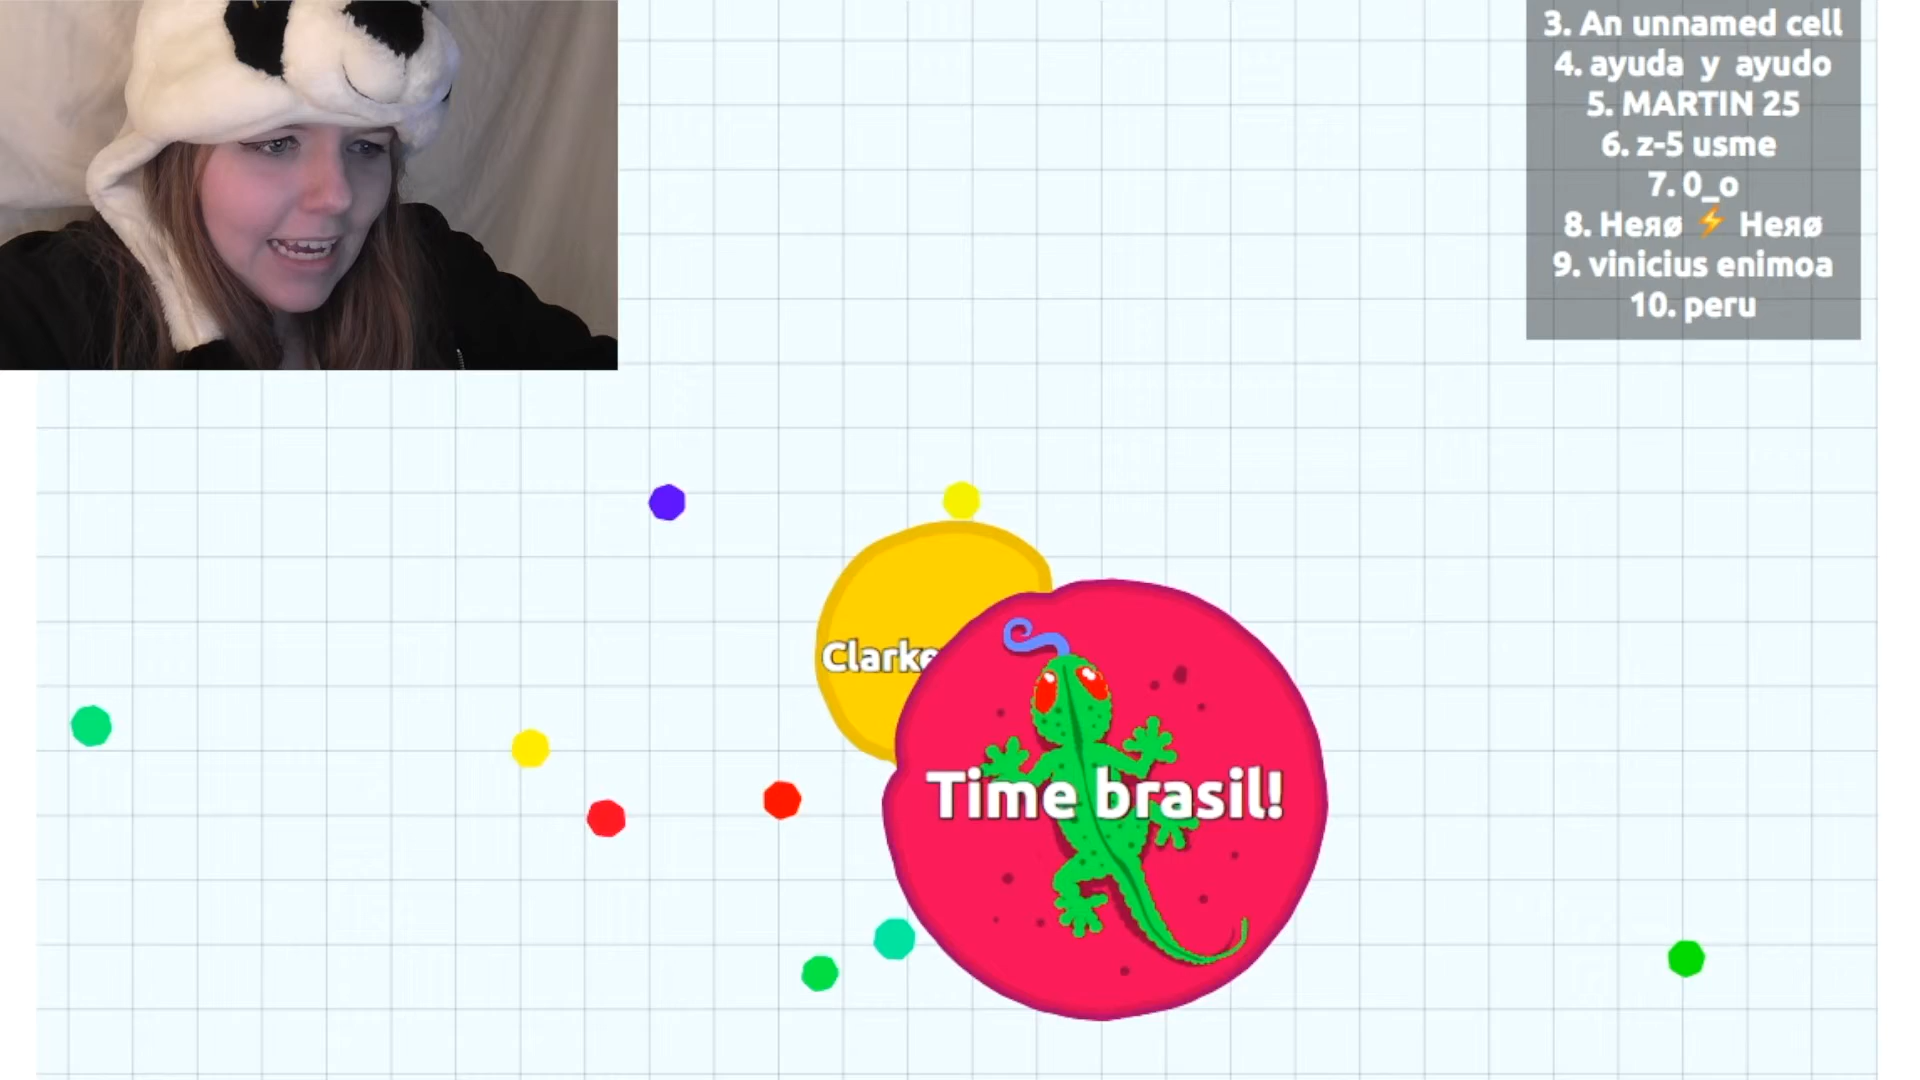 3. An unnamed cell
4. ayuda y ayudo
5. MARTIN 25
6. z-5 usme
7. 0_o
8. Heяø ⚡ Heяø
9. vinicius enimoa
10. peru
Clarke
Time brasil!